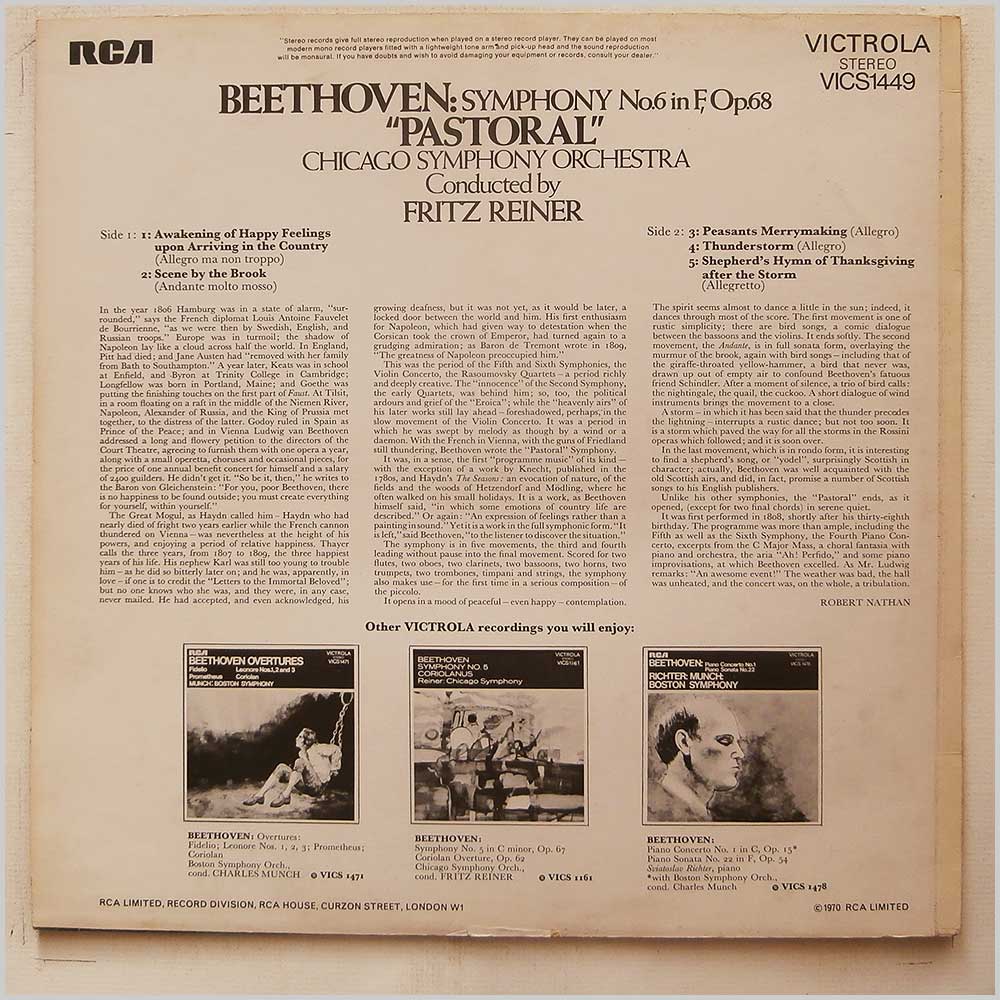 RCA
"Stereo records give full stereo reproduction when played on a stereo record player. They can be played on most
modern mono record players fitted with a lightweight tone arm and pick-up head and the sound reproduction
will be monaural. If you have doubts and wish to avoid damaging your equipment or records, consult your dealer."
VICTROLA
STEREO
VICS1449
BEETHOVEN: SYMPHONY No.6 in F, Op.68
"PASTORAL"
CHICAGO SYMPHONY ORCHESTRA
Conducted by
FRITZ REINER
Side 1: 1: Awakening of Happy Feelings
upon Arriving in the Country
(Allegro ma non troppo)
2: Scene by the Brook
(Andante molto mosso)
Side 2: 3: Peasants Merrymaking (Allegro)
4: Thunderstorm (Allegro)
5: Shepherd's Hymn of Thanksgiving
after the Storm
(Allegretto)
In the year 1806 Hamburg was in a state of alarm, "sur-
rounded," says the French diplomat Louis Antoine Fauvelet
de Bourrienne, "as we were then by Swedish, English, and
Russian troops." Europe was in turmoil; the shadow of
Napoleon lay like a cloud across half the world. In England,
Pitt had died; and Jane Austen had "removed with her family
from Bath to Southampton." A year later, Keats was in school
at Enfield, and Byron at Trinity College in Cambridge;
Longfellow was born in Portland, Maine; and Goethe was
putting the finishing touches on the first part of Faust. At Tilsit,
in a room floating on a raft in the middle of the Niemen River,
Napoleon, Alexander of Russia, and the King of Prussia met
together, to the distress of the latter. Godoy ruled in Spain as
Prince of the Peace; and in Vienna Ludwig van Beethoven
addressed a long and flowery petition to the directors of the
Court Theatre, agreeing to furnish them with one opera a year,
along with a small operetta, choruses and occasional pieces, for
the price of one annual benefit concert for himself and a salary
of 2400 guilders. He didn't get it. "So be it, then," he writes to
the Baron von Gleichenstein: "For you, poor Beethoven, there
is no happiness to be found outside; you must create everything
for yourself, within yourself."
The Great Mogul, as Haydn called him – Haydn who had
nearly died of fright two years earlier while the French cannon
thundered on Vienna – was nevertheless at the height of his
powers, and enjoying a period of relative happiness. Thayer
calls the three years, from 1807 to 1809, the three happiest
years of his life. His nephew Karl was still too young to trouble
him – as he did so bitterly later on; and he was, apparently, in
love – if one is to credit the "Letters to the Immortal Beloved";
but no one knows who she was, and they were, in any case,
never mailed. He had accepted, and even acknowledged, his
growing deafness, but it was not yet, as it would be later, a
locked door between the world and him. His first enthusiasm
for Napoleon, which had given way to detestation when the
Corsican took the crown of Emperor, had turned again to a
grudging admiration; as Baron de Tremont wrote in 1809,
"The greatness of Napoleon preoccupied him."
This was the period of the Fifth and Sixth Symphonies, the
Violin Concerto, the Rasoumovsky Quartets – a period richly
and deeply creative. The "innocence" of the Second Symphony,
the early Quartets, was behind him; so, too, the political
ardours and grief of the "Eroica"; while the "heavenly airs" of
his later works still lay ahead – foreshadowed, perhaps, in the
slow movement of the Violin Concerto. It was a period in
which he was swept by melody as though by a wind or a
daemon. With the French in Vienna, with the guns of Friedland
still thundering, Beethoven wrote the "Pastoral" Symphony.
It was, in a sense, the first "programme music" of its kind –
with the exception of a work by Knecht, published in the
1780s, and Haydn's The Seasons: an evocation of nature, of the
fields and the woods of Hetzendorf and Mödling, where he
often walked on his small holidays. It is a work, as Beethoven
himself said, "in which some emotions of country life are
described." Or again: "An expression of feelings rather than a
painting in sound." Yet it is a work in the full symphonic form. "It
is left," said Beethoven, "to the listener to discover the situation."
The symphony is in five movements, the third and fourth
leading without pause into the final movement. Scored for two
flutes, two oboes, two clarinets, two bassoons, two horns, two
trumpets, two trombones, timpani and strings, the symphony
also makes use – for the first time in a serious composition – of
the piccolo.
It opens in a mood of peaceful – even happy – contemplation.
The spirit seems almost to dance a little in the sun; indeed, it
dances through most of the score. The first movement is one of
rustic simplicity; there are bird songs, a comic dialogue
between the bassoons and the violins. It ends softly. The second
movement, the Andante, is in full sonata form, overlaying the
murmur of the brook, again with bird songs – including that of
the giraffe-throated yellow-hammer, a bird that never was,
drawn up out of empty air to confound Beethoven's fatuous
friend Schindler. After a moment of silence, a trio of bird calls:
the nightingale, the quail, the cuckoo. A short dialogue of wind
instruments brings the movement to a close.
A storm – in which it has been said that the thunder precedes
the lightning – interrupts a rustic dance; but not too soon. It
is a storm which paved the way for all the storms in the Rossini
operas which followed; and it is soon over.
In the last movement, which is in rondo form, it is interesting
to find a shepherd's song, or "yodel", surprisingly Scottish in
character; actually, Beethoven was well acquainted with the
old Scottish airs, and did, in fact, promise a number of Scottish
songs to his English publishers.
Unlike his other symphonies, the "Pastoral" ends, as it
opened, (except for two final chords) in serene quiet.
It was first performed in 1808, shortly after his thirty-eighth
birthday. The programme was more than ample, including the
Fifth as well as the Sixth Symphony, the Fourth Piano Con-
certo, excerpts from the C Major Mass, a choral fantasia with
piano and orchestra, the aria "Ah! Perfido," and some piano
improvisations, at which Beethoven excelled. As Mr. Ludwig
remarks: "An awesome event!" The weather was bad, the hall
was unheated, and the concert was, on the whole, a tribulation.
ROBERT NATHAN
Other VICTROLA recordings you will enjoy:
RCA
VICTROLA
VICS1471
BEETHOVEN OVERTURES
Fidelio Leonore Nos.1,2 and 3
Prometheus Coriolan
MUNCH: BOSTON SYMPHONY
BEETHOVEN
SYMPHONY NO. 5
CORIOLANUS
Reiner: Chicago Symphony
VICTROLA
VICS1161
RCA
VICTROLA
VICS 1478
BEETHOVEN: Piano Concerto No.1
Piano Sonata No.22
RICHTER: MUNCH:
BOSTON SYMPHONY
BEETHOVEN: Overtures:
Fidelio; Leonore Nos. 1, 2, 3; Prometheus;
Coriolan
Boston Symphony Orch.,
cond. CHARLES MUNCH VICS 1471
BEETHOVEN:
Symphony No. 5 in C minor, Op. 67
Coriolan Overture, Op. 62
Chicago Symphony Orch.,
cond. FRITZ REINER VICS 1161
BEETHOVEN:
Piano Concerto No. 1 in C, Op. 15*
Piano Sonata No. 22 in F, Op. 54
Sviatoslav Richter, piano
*with Boston Symphony Orch.,
cond. Charles Munch VICS 1478
RCA LIMITED, RECORD DIVISION, RCA HOUSE, CURZON STREET, LONDON W1
©1970 RCA LIMITED